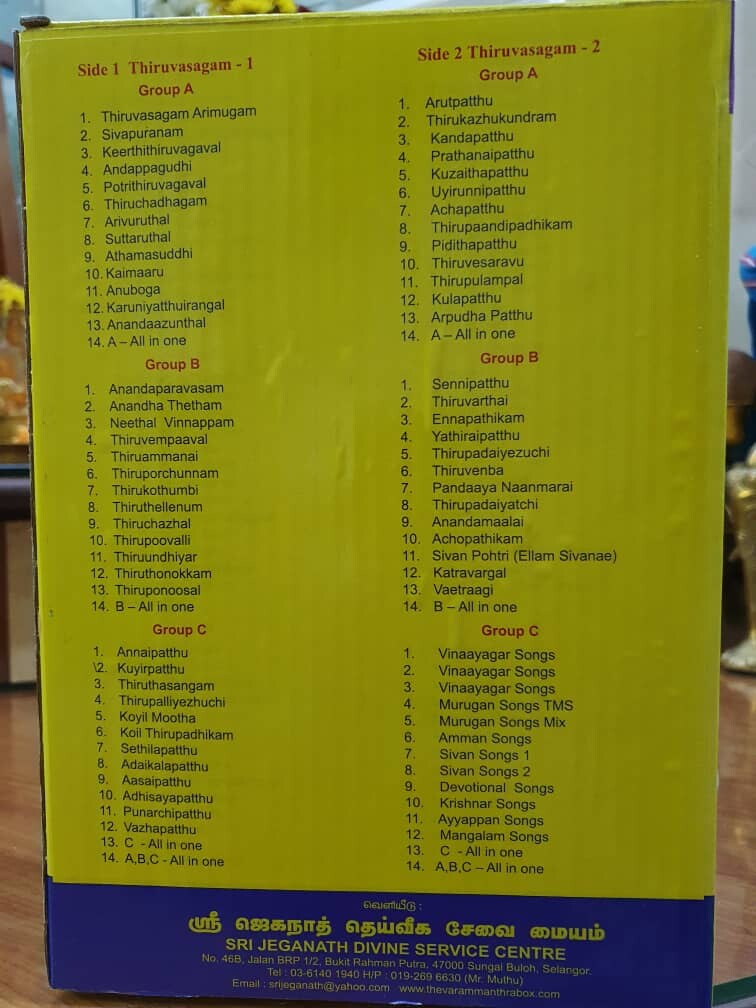 Side 1 Thiruvasagam - 1
Group A
1. Thiruvasagam Arimugam
2. Sivapuranam
3. Keerthithiruvagaval
4. Andappagudhi
5. Potrithiruvagaval
6. Thiruchadhagam
7. Arivuruthal
8. Suttaruthal
9. Athamasuddhi
10. Kaimaaru
11. Anuboga
12. Karuniyatthuirangal
13. Anandaazunthal
14. A – All in one
Group B
1. Anandaparavasam
2. Anandha Thetham
3. Neethal Vinnappam
4. Thiruvempaaval
5. Thiruammanai
6. Thiruporchunnam
7. Thirukothumbi
8. Thiruthellenum
9. Thiruchazhal
10. Thirupoovalli
11. Thiruundhiyar
12. Thiruthonokkam
13. Thiruponoosal
14. B – All in one
Group C
1. Annaipatthu
\2. Kuyirpatthu
3. Thiruthasangam
4. Thirupalliyezhuchi
5. Koyil Mootha
6. Koil Thirupadhikam
7. Sethilapatthu
8. Adaikalapatthu
9. Aasaipatthu
10. Adhisayapatthu
11. Punarchipatthu
12. Vazhapatthu
13. C - All in one
14. A,B,C - All in one
Side 2 Thiruvasagam - 2
Group A
1. Arutpatthu
2. Thirukazhukundram
3. Kandapatthu
4. Prathanaipatthu
5. Kuzaithapatthu
6. Uyirunnipatthu
7. Achapatthu
8. Thirupaandipadhikam
9. Pidithapatthu
10. Thiruvesaravu
11. Thirupulampal
12. Kulapatthu
13. Arpudha Patthu
14. A – All in one
Group B
1. Sennipatthu
2. Thiruvarthai
3. Ennapathikam
4. Yathiraipatthu
5. Thirupadaiyezuchi
6. Thiruvenba
7. Pandaaya Naanmarai
8. Thirupadaiyatchi
9. Anandamaalai
10. Achopathikam
11. Sivan Pohtri (Ellam Sivanae)
12. Katravargal
13. Vaetraagi
14. B – All in one
Group C
1. Vinaayagar Songs
2. Vinaayagar Songs
3. Vinaayagar Songs
4. Murugan Songs TMS
5. Murugan Songs Mix
6. Amman Songs
7. Sivan Songs 1
8. Sivan Songs 2
9. Devotional Songs
10. Krishnar Songs
11. Ayyappan Songs
12. Mangalam Songs
13. C - All in one
14. A,B,C – All in one
வெளியீடு :
ஸ்ரீ ஜெகநாத் தெய்வீக சேவை மையம்
SRI JEGANATH DIVINE SERVICE CENTRE
No. 46B, Jalan BRP 1/2, Bukit Rahman Putra, 47000 Sungai Buloh, Selangor.
Tel : 03-6140 1940 H/P : 019-269 6630 (Mr. Muthu)
Email : srijeganath@yahoo.com www.thevarammanthrabox.com